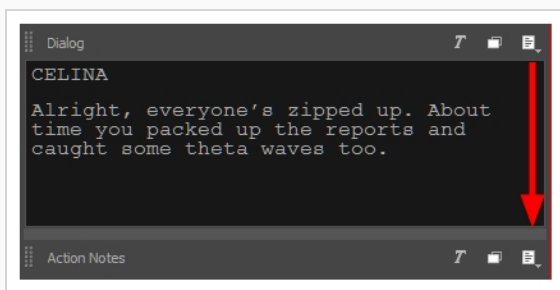 Dialog T
CELINA
Alright, everyone's zipped up. About
time you packed up the reports and
caught some theta waves too.
Action Notes T